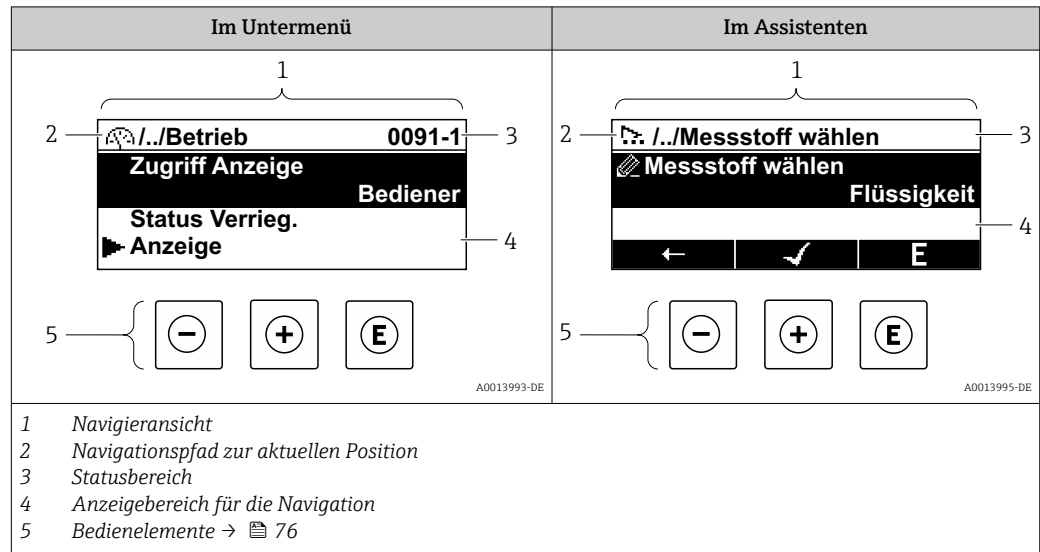 Im Untermenü
Im Assistenten
1
2
/../Betrieb 0091-1
3
Zugriff Anzeige
Bediener
Status Verrieg.
Anzeige
4
5
- + E
A0013993-DE
1
2
/../Messstoff wählen
3
Messstoff wählen
Flüssigkeit
4
← ✓ E
5
- + E
A0013995-DE
1 Navigieransicht
2 Navigationspfad zur aktuellen Position
3 Statusbereich
4 Anzeigebereich für die Navigation
5 Bedienelemente → 76